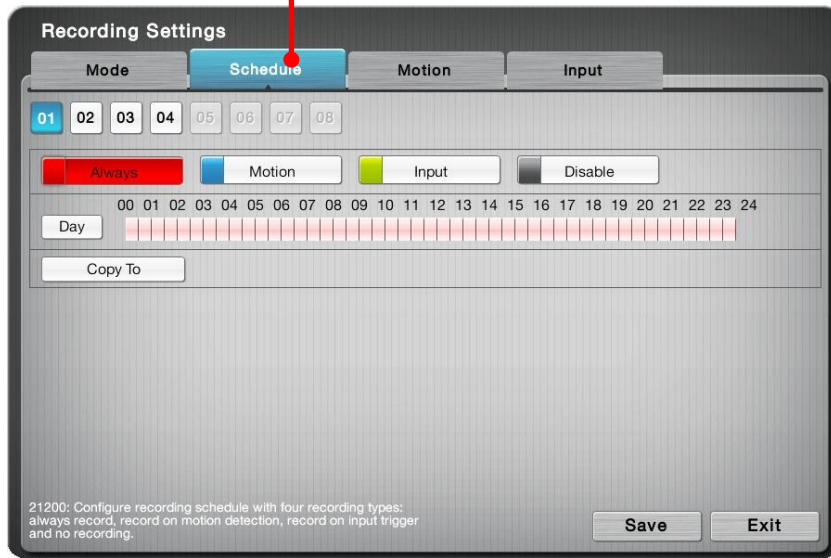 Recording Settings
Mode Schedule Motion Input
01 02 03 04 05 06 07 08
Always Motion Input Disable
00 01 02 03 04 05 06 07 08 09 10 11 12 13 14 15 16 17 18 19 20 21 22 23 24
Day
Copy To
21200: Configure recording schedule with four recording types:
always record, record on motion detection, record on input trigger
and no recording.
Save Exit